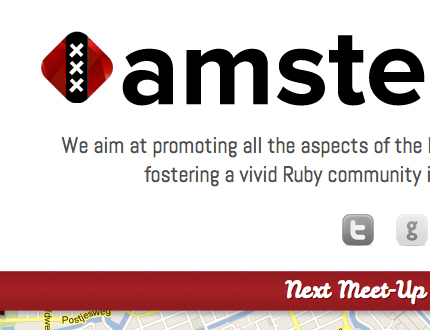 amste
We aim at promoting all the aspects of the
fostering a vivid Ruby community i
Next Meet-Up
Postjesweg